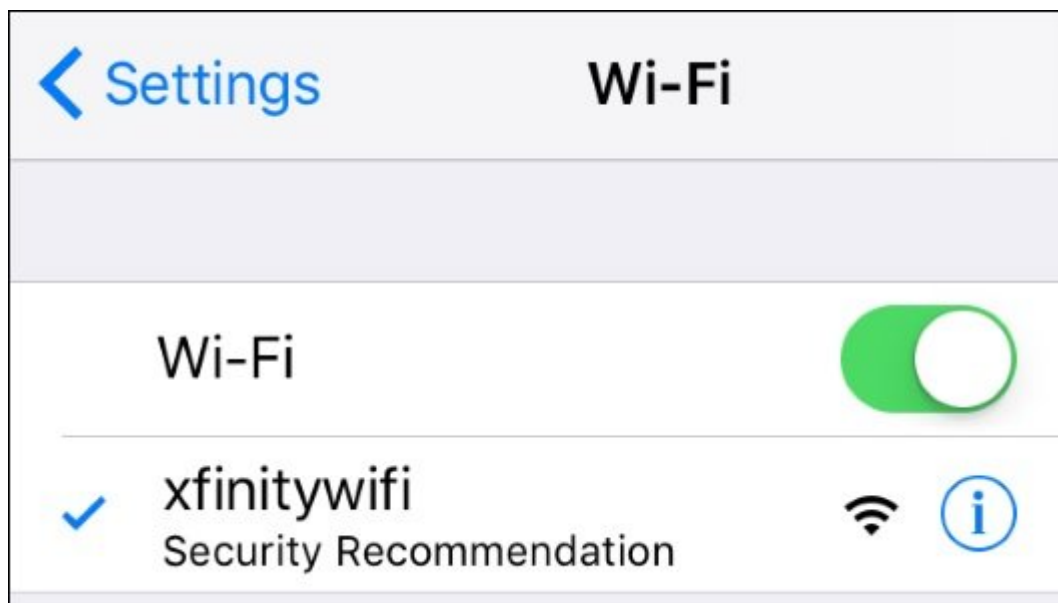 Settings
Wi-Fi
Wi-Fi
xfinitywifi
Security Recommendation
i